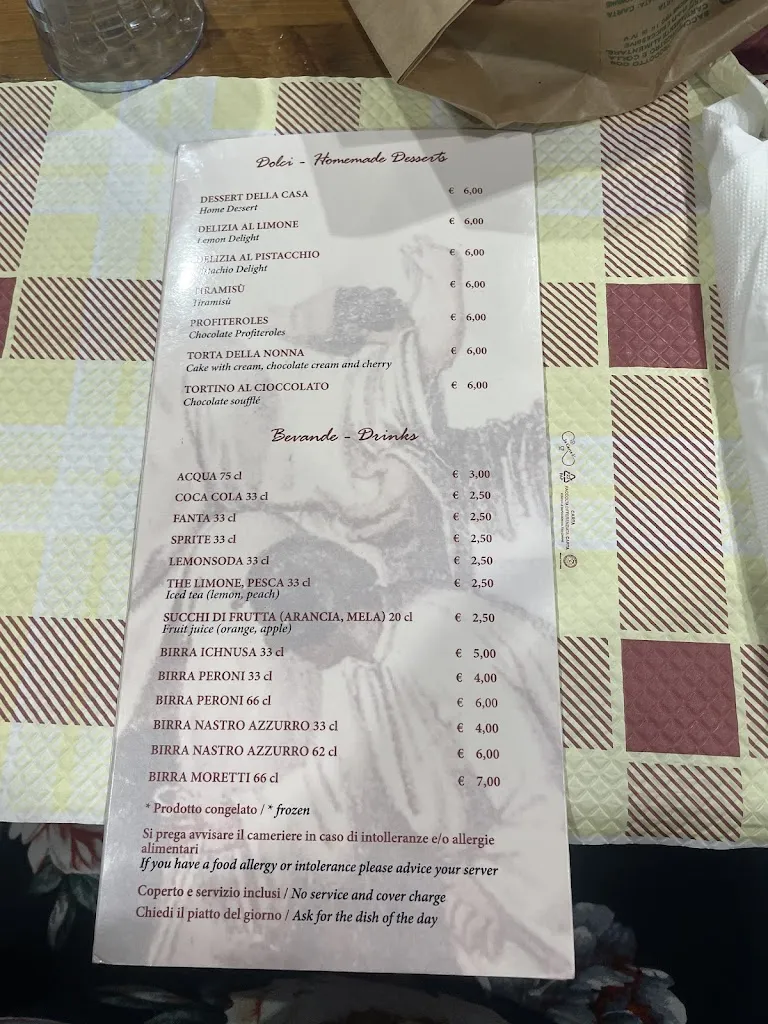 Dolci - Homemade Desserts
DESSERT DELLA CASA € 6,00
Home Dessert
DELIZIA AL LIMONE € 6,00
Lemon Delight
DELIZIA AL PISTACCHIO € 6,00
Pistachio Delight
TIRAMISÙ € 6,00
Tiramisù
PROFITEROLES € 6,00
Chocolate Profiteroles
TORTA DELLA NONNA € 6,00
Cake with cream, chocolate cream and cherry
TORTINO AL CIOCCOLATO € 6,00
Chocolate soufflé
Bevande - Drinks
ACQUA 75 cl € 3,00
COCA COLA 33 cl € 2,50
FANTA 33 cl € 2,50
SPRITE 33 cl € 2,50
LEMONSODA 33 cl € 2,50
THE LIMONE, PESCA 33 cl € 2,50
Iced tea (lemon, peach)
SUCCHI DI FRUTTA (ARANCIA, MELA) 20 cl € 2,50
Fruit juice (orange, apple)
BIRRA ICHNUSA 33 cl € 5,00
BIRRA PERONI 33 cl € 4,00
BIRRA PERONI 66 cl € 6,00
BIRRA NASTRO AZZURRO 33 cl € 4,00
BIRRA NASTRO AZZURRO 62 cl € 6,00
BIRRA MORETTI 66 cl € 7,00
* Prodotto congelato / * frozen
Si prega avvisare il cameriere in caso di intolleranze e/o allergie
alimentari
If you have a food allergy or intolerance please advice your server
Coperto e servizio inclusi / No service and cover charge
Chiedi il piatto del giorno / Ask for the dish of the day